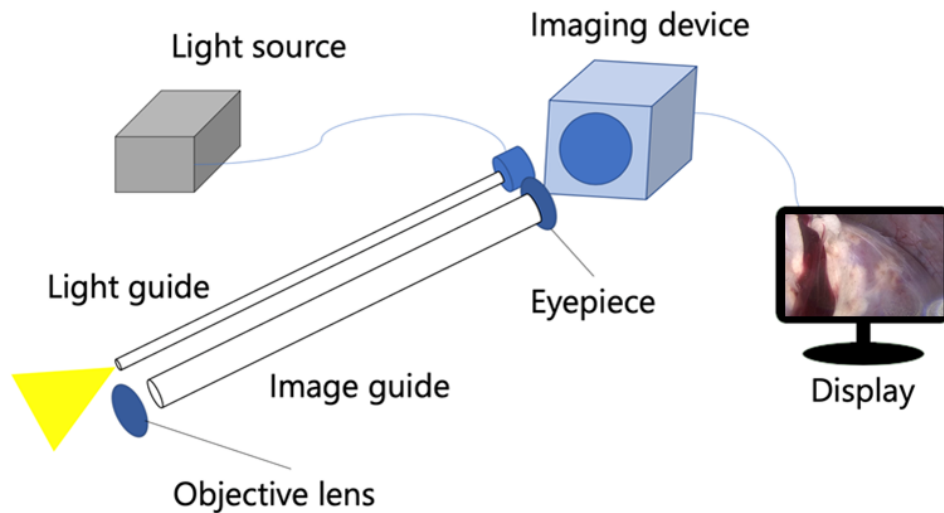 Imaging device
Light source
Light guide
Eyepiece
Image guide
Display
Objective lens